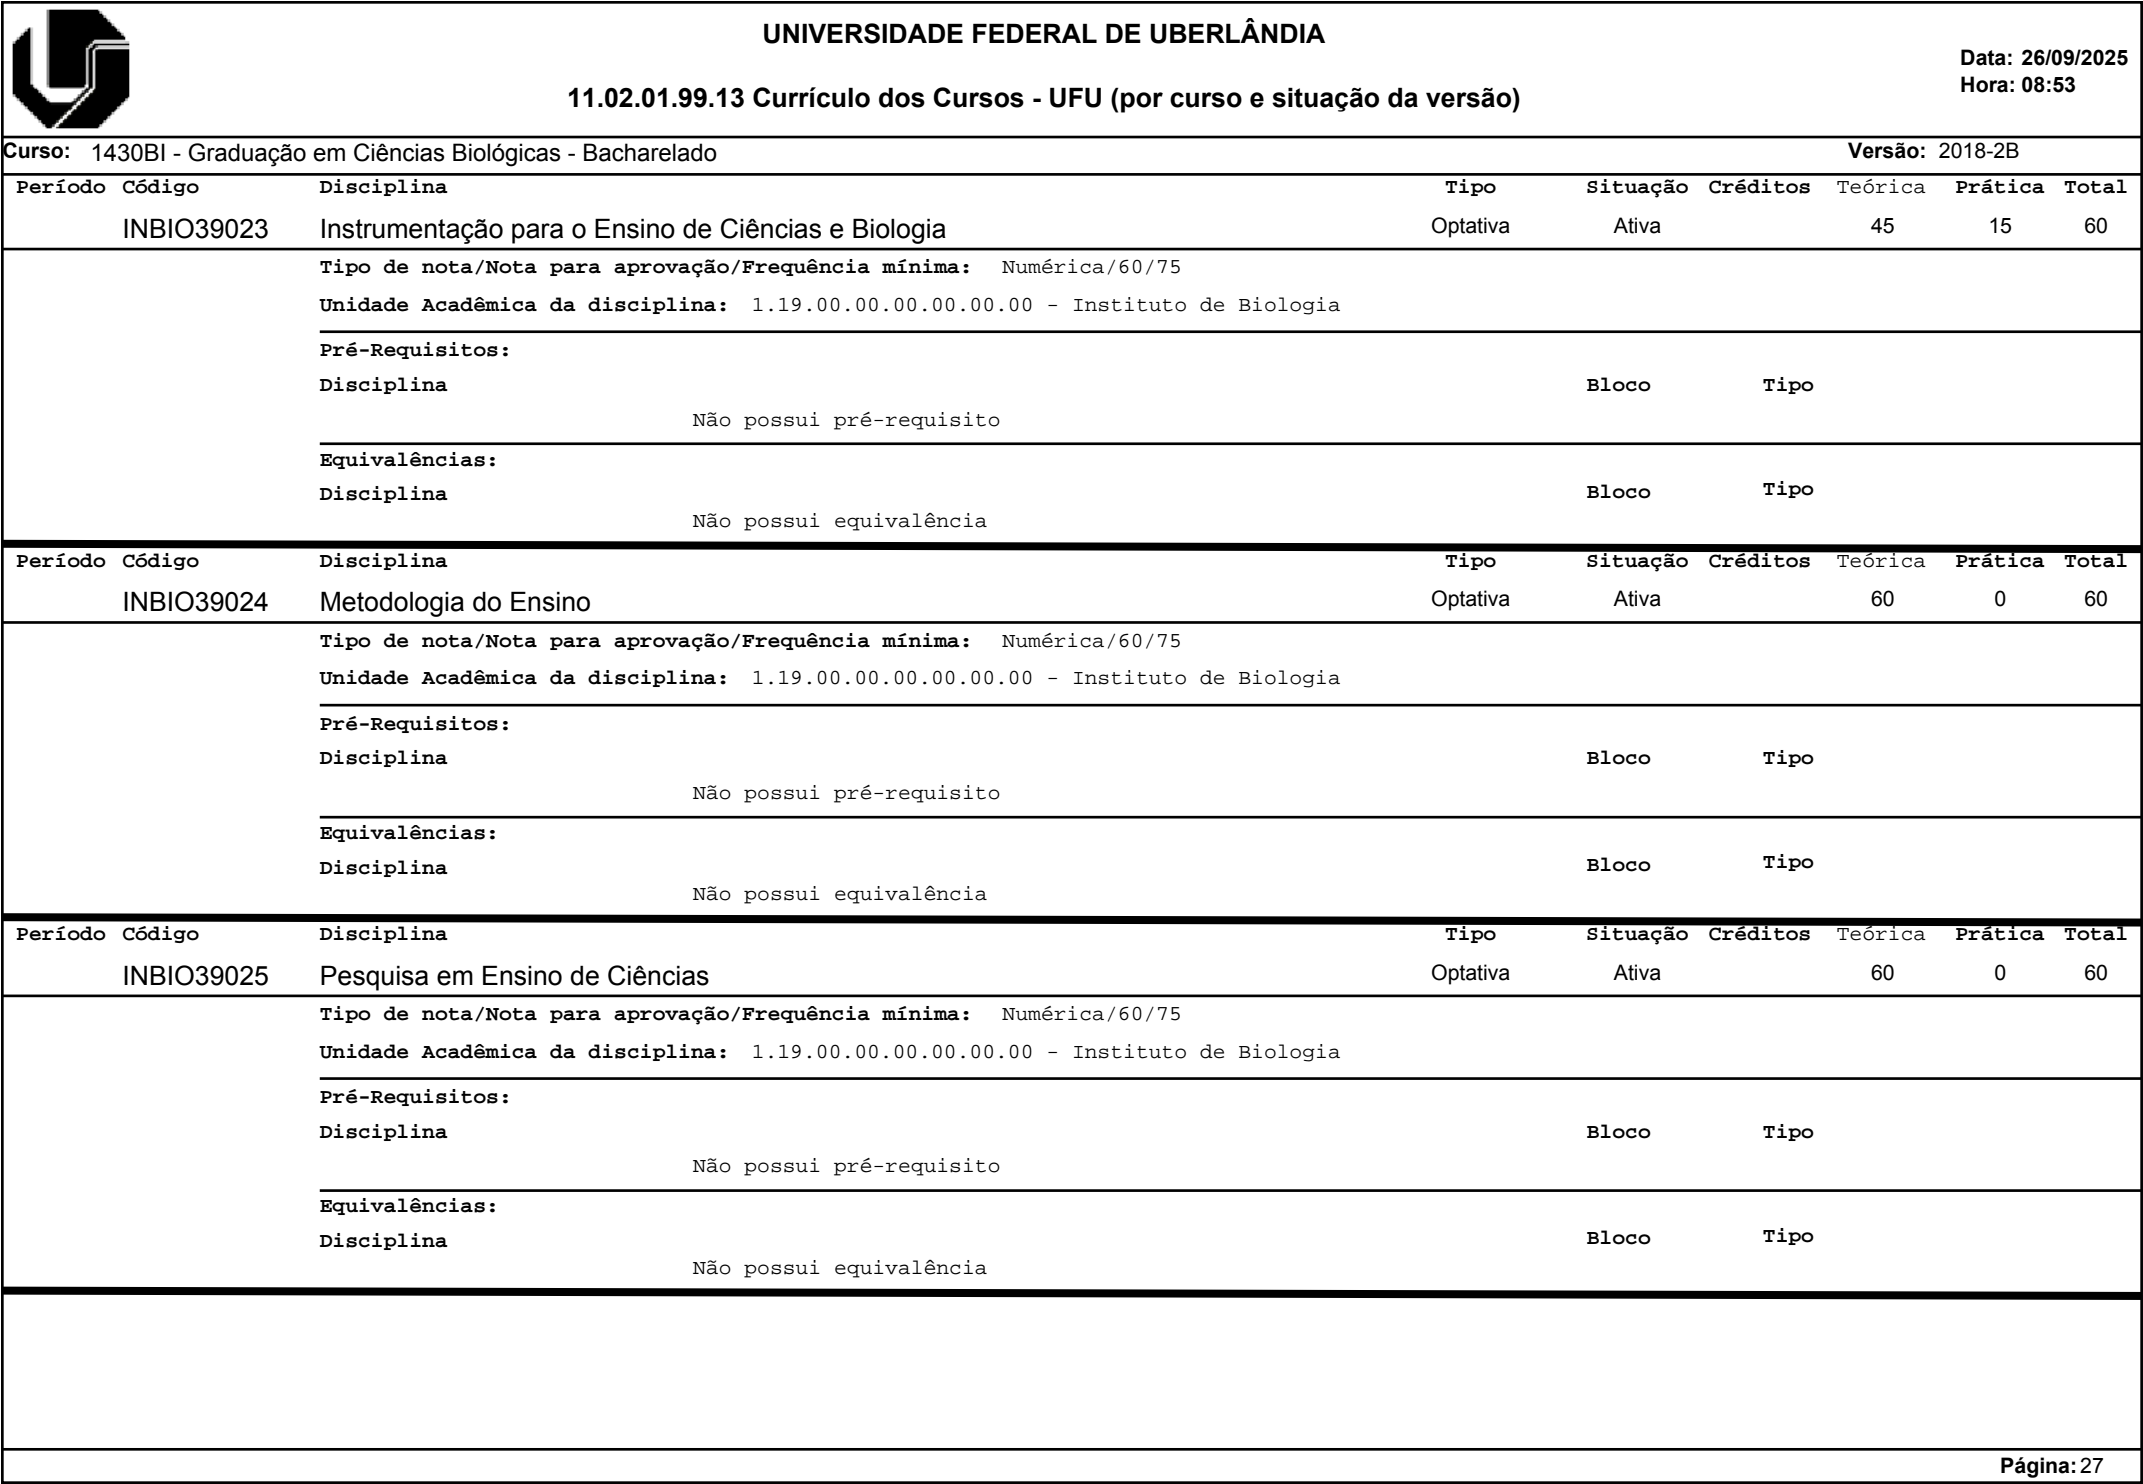 UNIVERSIDADE FEDERAL DE UBERLÂNDIA
Data: 26/09/2025
Hora: 08:53
11.02.01.99.13 Currículo dos Cursos - UFU (por curso e situação da versão)
Curso: 1430BI - Graduação em Ciências Biológicas - Bacharelado Versão: 2018-2B
Período Código Disciplina Tipo Situação Créditos Teórica Prática Total
INBIO39023 Instrumentação para o Ensino de Ciências e Biologia Optativa Ativa 45 15 60
Tipo de nota/Nota para aprovação/Frequência mínima: Numérica/60/75
Unidade Acadêmica da disciplina: 1.19.00.00.00.00.00.00 - Instituto de Biologia
Pré-Requisitos:
Disciplina Bloco Tipo
Não possui pré-requisito
Equivalências:
Disciplina Bloco Tipo
Não possui equivalência
Período Código Disciplina Tipo Situação Créditos Teórica Prática Total
INBIO39024 Metodologia do Ensino Optativa Ativa 60 0 60
Tipo de nota/Nota para aprovação/Frequência mínima: Numérica/60/75
Unidade Acadêmica da disciplina: 1.19.00.00.00.00.00.00 - Instituto de Biologia
Pré-Requisitos:
Disciplina Bloco Tipo
Não possui pré-requisito
Equivalências:
Disciplina Bloco Tipo
Não possui equivalência
Período Código Disciplina Tipo Situação Créditos Teórica Prática Total
INBIO39025 Pesquisa em Ensino de Ciências Optativa Ativa 60 0 60
Tipo de nota/Nota para aprovação/Frequência mínima: Numérica/60/75
Unidade Acadêmica da disciplina: 1.19.00.00.00.00.00.00 - Instituto de Biologia
Pré-Requisitos:
Disciplina Bloco Tipo
Não possui pré-requisito
Equivalências:
Disciplina Bloco Tipo
Não possui equivalência
Página: 27